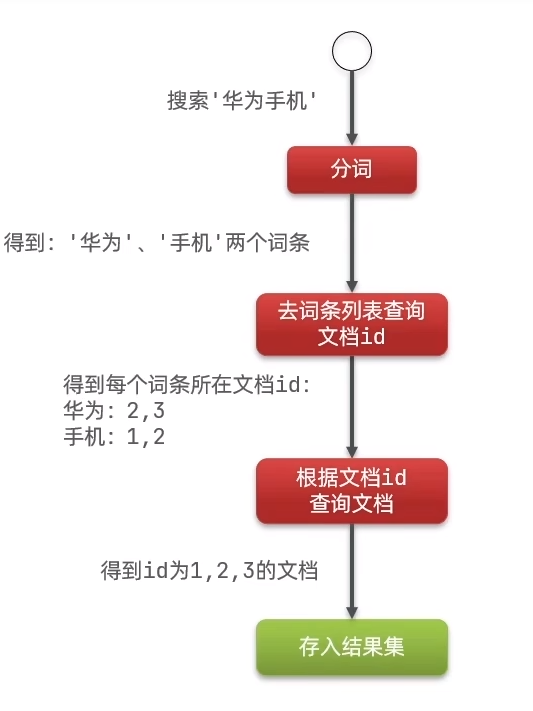 搜索'华为手机'
分词
得到: '华为'、'手机'两个词条
去词条列表查询
文档id
得到每个词条所在文档id:
华为: 2,3
手机: 1,2
根据文档id
查询文档
得到id为1,2,3的文档
存入结果集